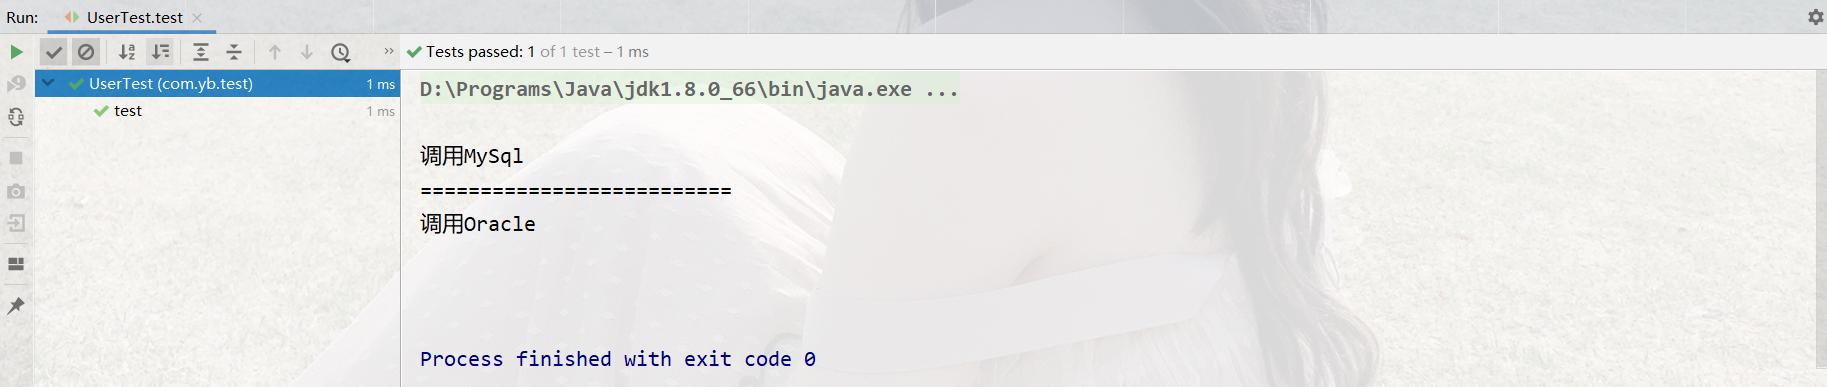 Run: UserTest.test
Tests passed: 1 of 1 test – 1 ms
UserTest (com.yb.test) 1 ms
test 1 ms
D:\Programs\Java\jdk1.8.0_66\bin\java.exe ...
调用MySql
==========================
调用Oracle
Process finished with exit code 0